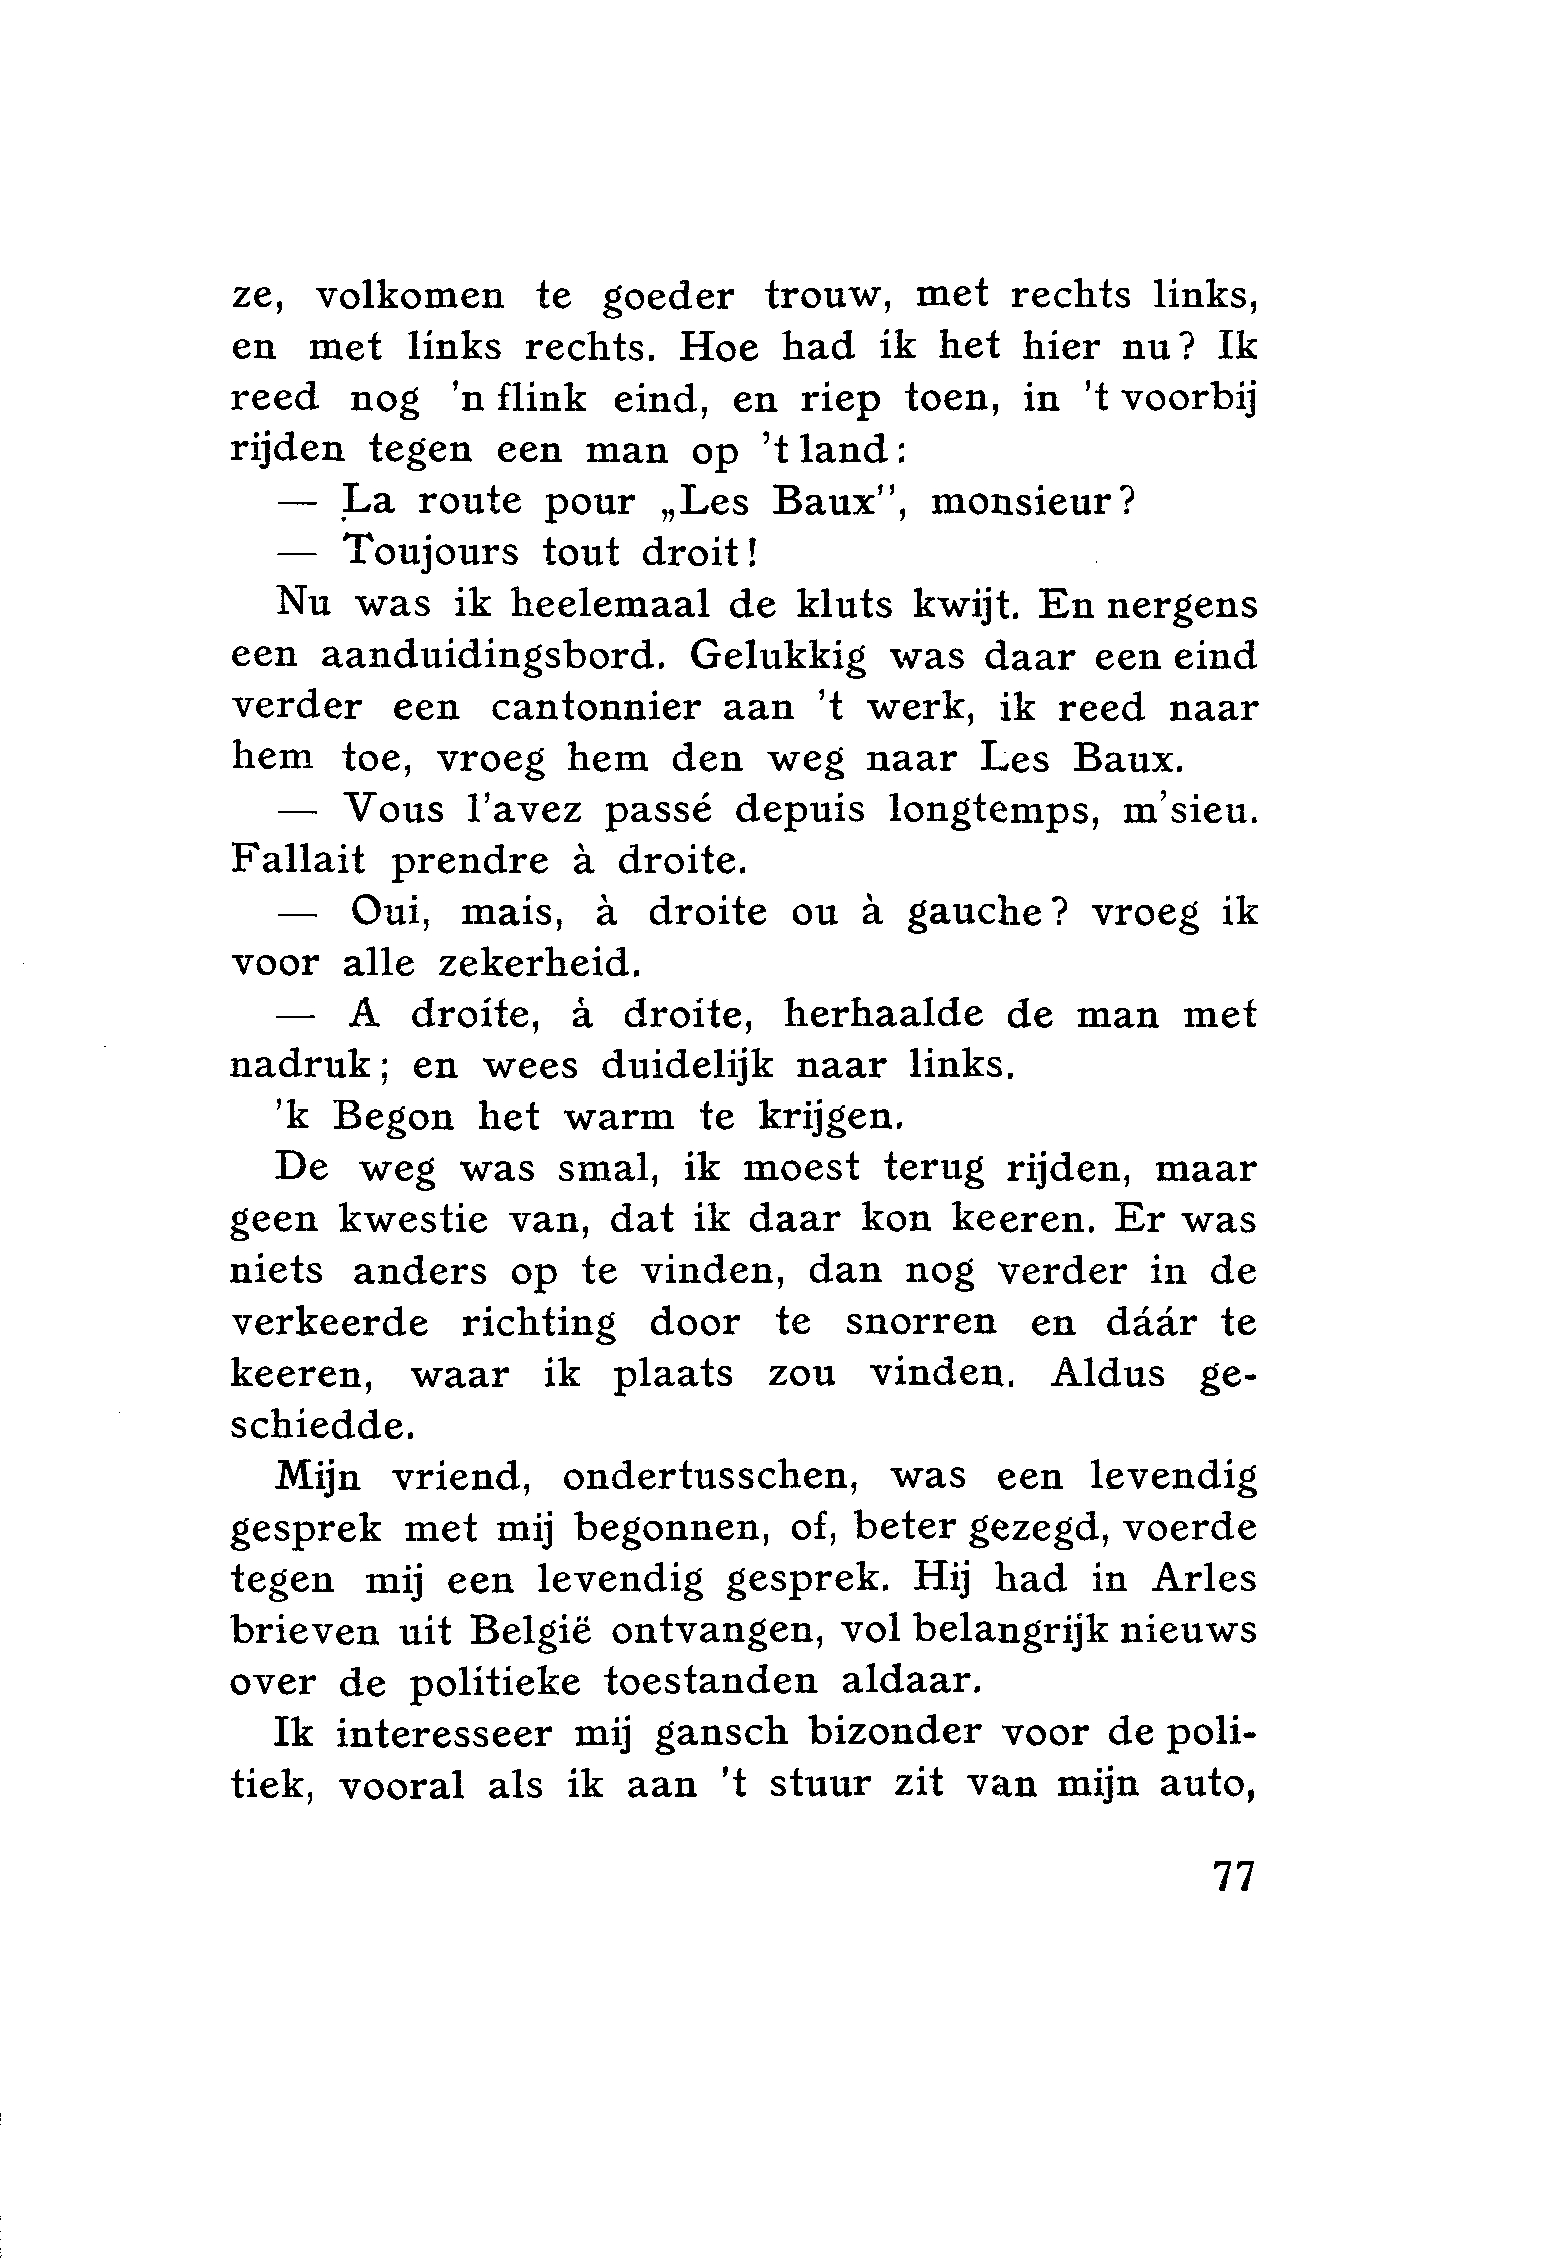 ze, volkomen te goeder trouw, met rechts links,
en met links rechts. Hoe had ik het hier nu? Ik
reed nog 'n flink eind, en riep toen, in 't voorbij
rijden tegen een man op 't land:
— La route pour „Les Baux", monsieur?
— Toujours tout droit!
Nu was ik heelemaal de kluts kwijt. En nergens
een aanduidingsbord. Gelukkig was daar een eind
verder een cantonnier aan 't werk, ik reed naar
hem toe, vroeg hem den weg naar Les Baux.
— Vous l'avez passé depuis longtemps, m'sieu.
Fallait prendre à droite.
— Oui, mais, à droite ou à gauche? vroeg ik
voor alle zekerheid.
— A droite, à droite, herhaalde de man met
nadruk; en wees duidelijk naar links.
'k Begon het warm te krijgen.
De weg was smal, ik moest terug rijden, maar
geen kwestie van, dat ik daar kon keeren. Er was
niets anders op te vinden, dan nog verder in de
verkeerde richting door te snorren en dáár te
keeren, waar ik plaats zou vinden. Aldus ge-
schiedde.
Mijn vriend, ondertusschen, was een levendig
gesprek met mij begonnen, of, beter gezegd, voerde
tegen mij een levendig gesprek. Hij had in Arles
brieven uit België ontvangen, vol belangrijk nieuws
over de politieke toestanden aldaar.
Ik interesseer mij gansch bizonder voor de poli-
tiek, vooral als ik aan 't stuur zit van mijn auto,
77